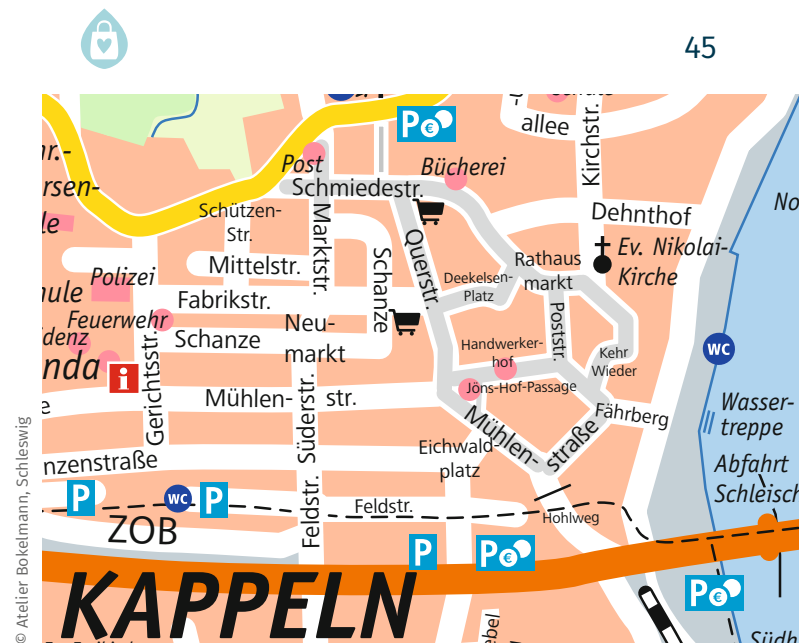 45
allee
Kirchstr.
P€
Post
Bücherei
Schmiedestr.
Schützen-
Str.
Marktstr.
Dehnthof
Ev. Nikolai-
Kirche
Mittelstr.
Schanze
Querstr.
Rathaus
markt
Deekelsen-
Platz
Polizei
Fabrikstr.
Feuerwehr
Schanze
Neu-
markt
Poststr.
Handwerker-
hof
Kehr
Wieder
WC
i
Gerichtsstr.
Mühlen-
str.
Süderstr.
Jöns-Hof-Passage
Mühlen-
straße
Fährberg
Wasser-
treppe
Eichwald-
platz
nzenstraße
Abfahrt
Schleisch
P
WC
P
Feldstr.
Feldstr.
Hohlweg
ZOB
P
P€
P€
KAPPELN
© Atelier Bokelmann, Schleswig